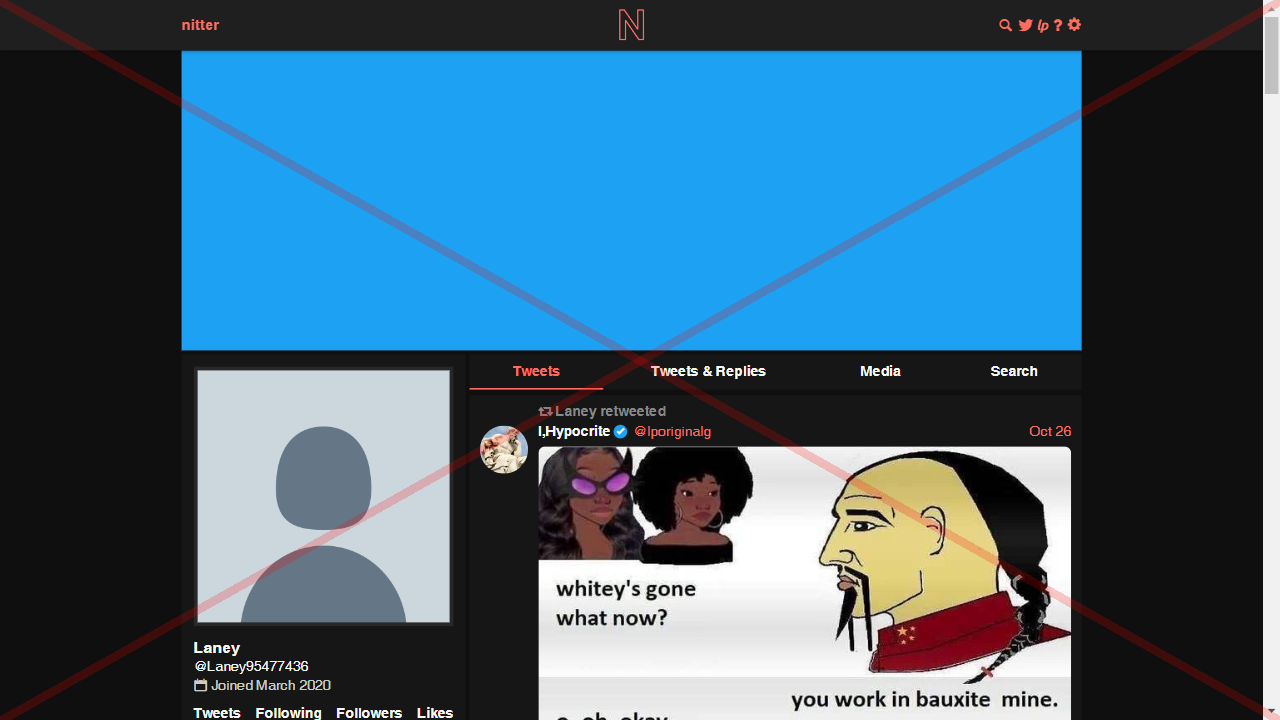 nitter
N
lp ?
Tweets Tweets & Replies Media Search
Laney retweeted
I,Hypocrite @lporiginalg Oct 26
whitey's gone
what now?
you work in bauxite mine.
Laney
@Laney95477436
Joined March 2020
Tweets Following Followers Likes